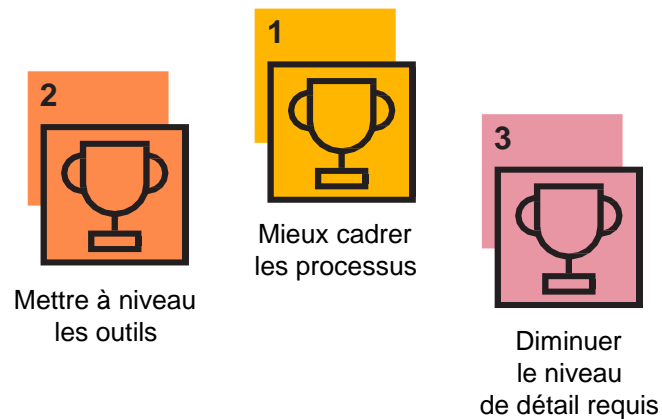 1
Mieux cadrer
les processus
2
Mettre à niveau
les outils
3
Diminuer
le niveau
de détail requis